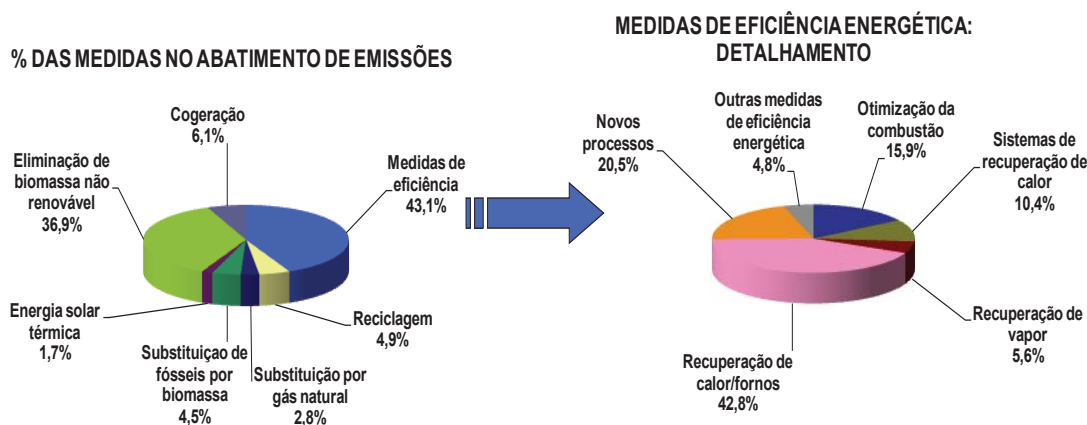 % DAS MEDIDAS NO ABATIMENTO DE EMISSÕES
Cogeração
6,1%
Eliminação de
biomassa não
renovável
36,9%
Medidas de
eficiência
43,1%
Energia solar
térmica
1,7%
Substituiçao de
fósseis por
biomassa
4,5%
Substituição por
gás natural
2,8%
Reciclagem
4,9%
MEDIDAS DE EFICIÊNCIA ENERGÉTICA:
DETALHAMENTO
Novos
processos
20,5%
Outras medidas
de eficiência
energética
4,8%
Otimização da
combustão
15,9%
Sistemas de
recuperação de
calor
10,4%
Recuperação de
vapor
5,6%
Recuperação de
calor/fornos
42,8%